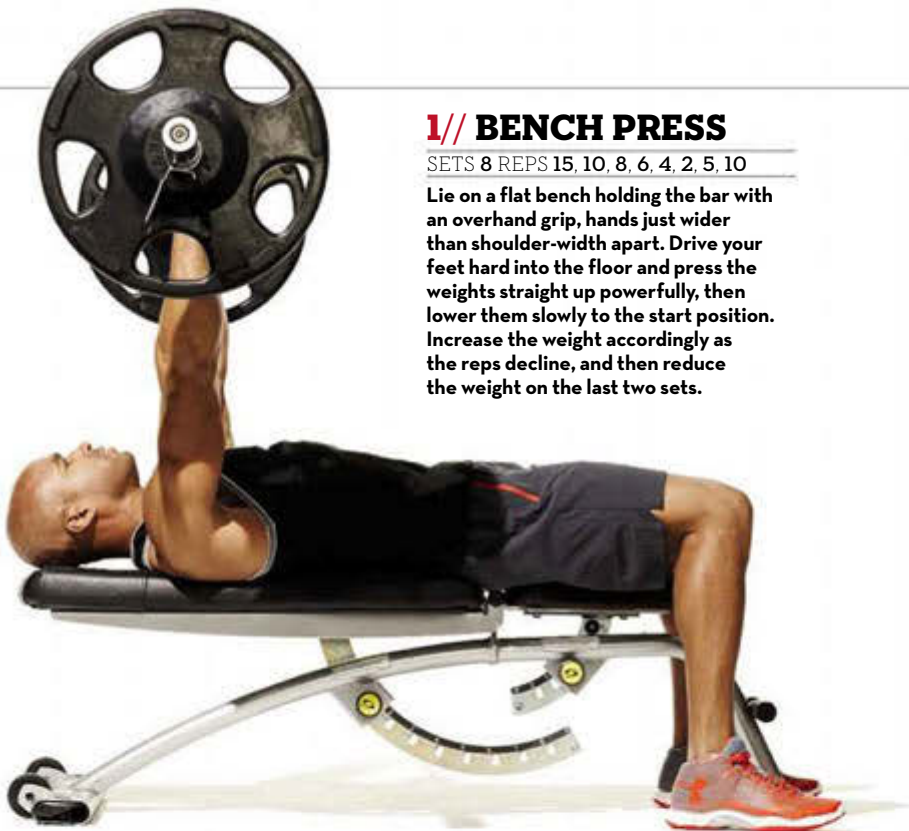 1// BENCH PRESS
SETS 8 REPS 15, 10, 8, 6, 4, 2, 5, 10
Lie on a flat bench holding the bar with
an overhand grip, hands just wider
than shoulder-width apart. Drive your
feet hard into the floor and press the
weights straight up powerfully, then
lower them slowly to the start position.
Increase the weight accordingly as
the reps decline, and then reduce
the weight on the last two sets.